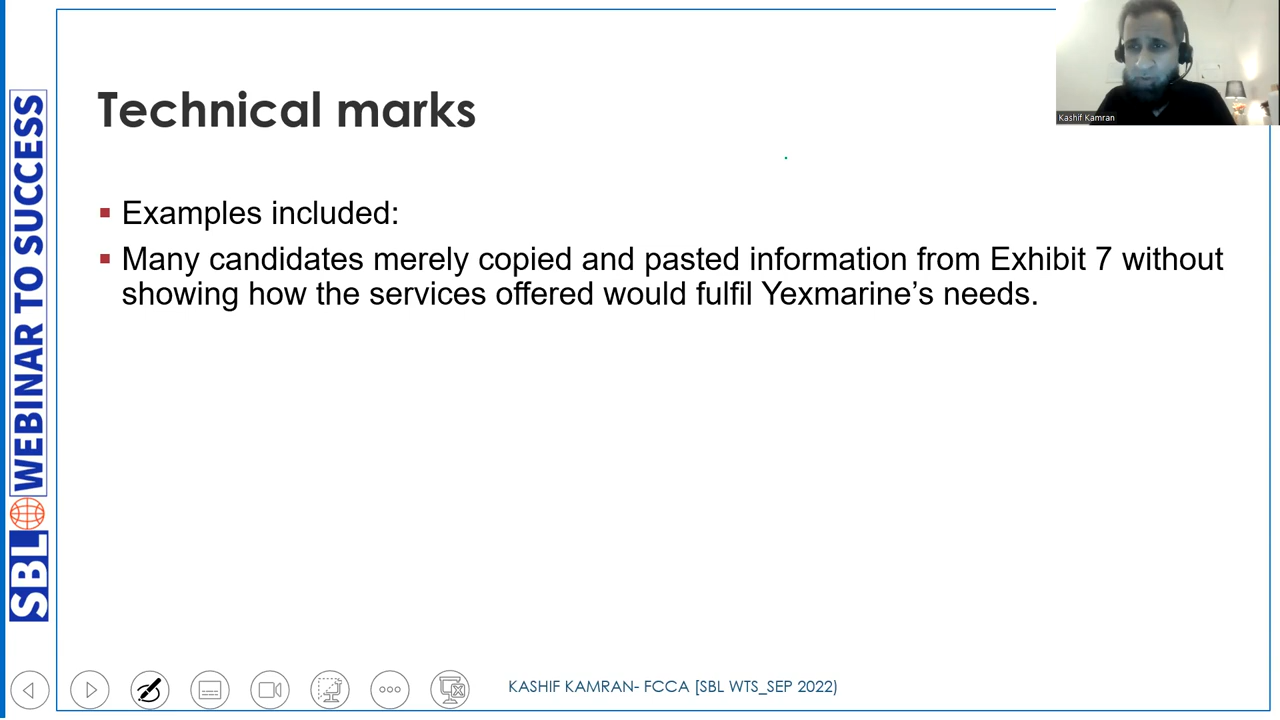 Technical marks
Kashif Kamran
Examples included:
Many candidates merely copied and pasted information from Exhibit 7 without
showing how the services offered would fulfil Yexmarine’s needs.
SBL WEBINAR TO SUCCESS
KASHIF KAMRAN- FCCA [SBL WTS_SEP 2022)